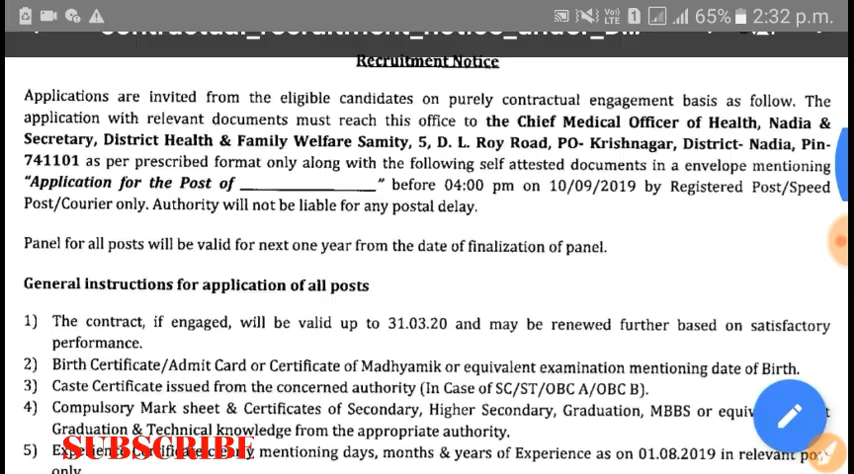 65% 2:32 p.m.
contractual_recruitment_notice_under_D...
Recruitment Notice
Applications are invited from the eligible candidates on purely contractual engagement basis as follow. The
application with relevant documents must reach this office to the Chief Medical Officer of Health, Nadia &
Secretary, District Health & Family Welfare Samity, 5, D. L. Roy Road, PO- Krishnagar, District- Nadia, Pin-
741101 as per prescribed format only along with the following self attested documents in a envelope mentioning
"Application for the Post of ________________" before 04:00 pm on 10/09/2019 by Registered Post/Speed
Post/Courier only. Authority will not be liable for any postal delay.
Panel for all posts will be valid for next one year from the date of finalization of panel.
General instructions for application of all posts
1) The contract, if engaged, will be valid up to 31.03.20 and may be renewed further based on satisfactory
performance.
2) Birth Certificate/Admit Card or Certificate of Madhyamik or equivalent examination mentioning date of Birth.
3) Caste Certificate issued from the concerned authority (In Case of SC/ST/OBC A/OBC B).
4) Compulsory Mark sheet & Certificates of Secondary, Higher Secondary, Graduation, MBBS or
Graduation & Technical knowledge from the appropriate authority.
5) Experience Certificate clearly mentioning days, months & years of Experience as on 01.08.2019 in relevant
only.
SUBSCRIBE